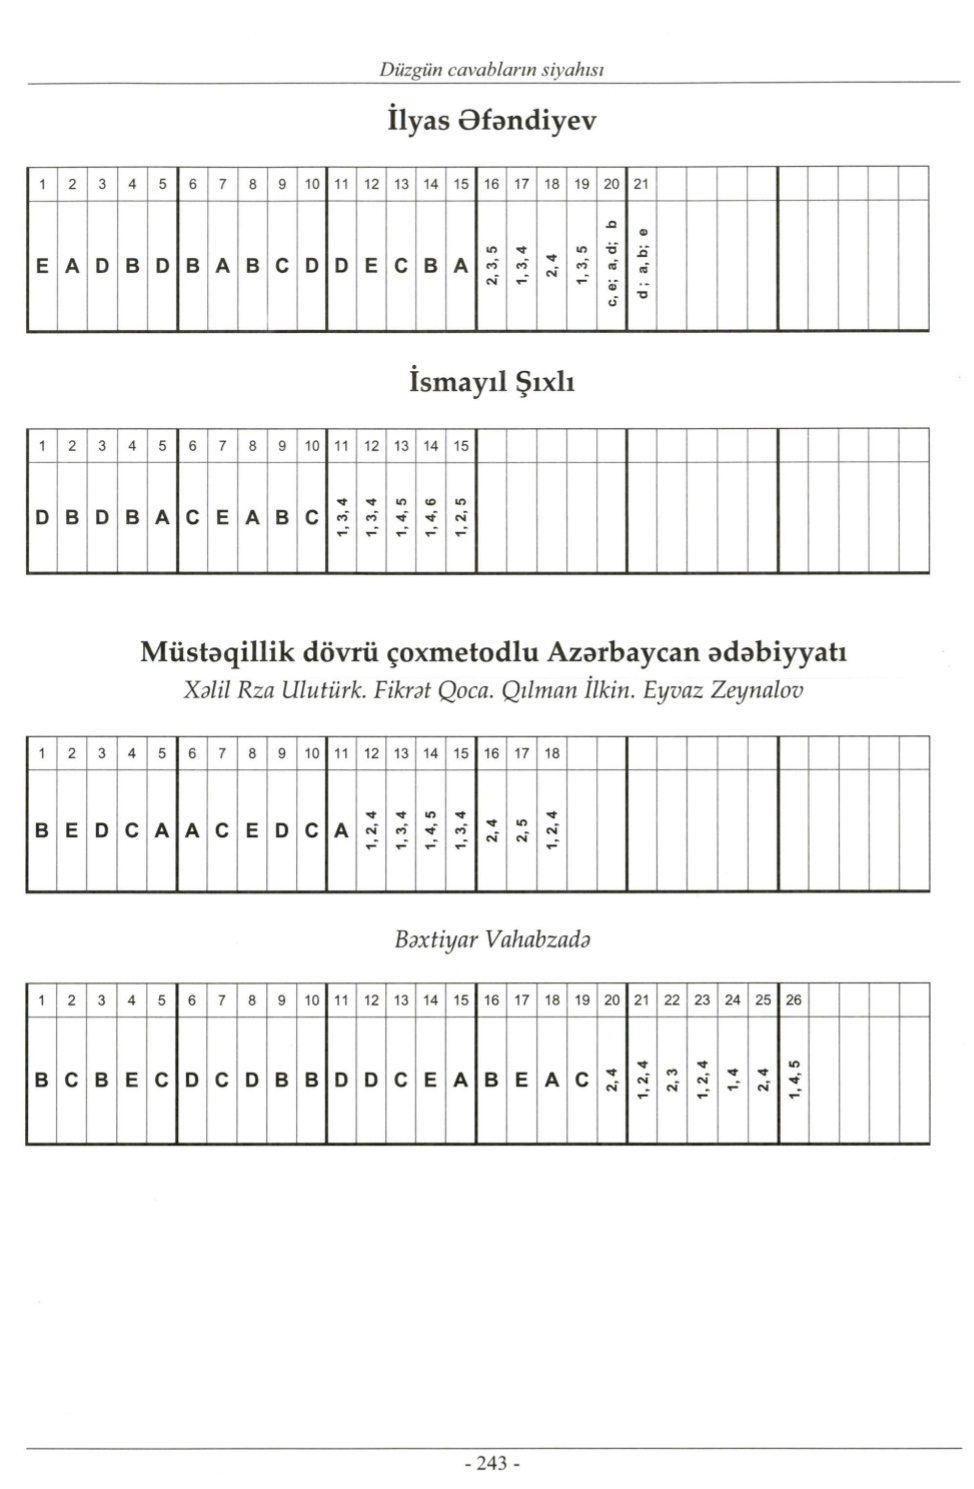 Düzgün cavabların siyahısı
İlyas Əfəndiyev
1 2 3 4 5 6 7 8 9 10 11 12 13 14 15 16 17 18 19 20 21
E A D B D B A B C D D E C B A 2, 3, 5 1, 3, 4 2, 4 1, 3, 5 c, e; a, d; b d ; a, b; e
İsmayıl Şıxlı
1 2 3 4 5 6 7 8 9 10 11 12 13 14 15
D B D B A C E A B C 1, 3, 4 1, 3, 4 1, 4, 5 1, 4, 6 1, 2, 5
Müstəqillik dövrü çoxmetodlu Azərbaycan ədəbiyyatı
Xəlil Rza Ulutürk. Fikrət Qoca. Qılman İlkin. Eyvaz Zeynalov
1 2 3 4 5 6 7 8 9 10 11 12 13 14 15 16 17 18
B E D C A A C E D C A 1, 2, 4 1, 3, 4 1, 4, 5 1, 3, 4 2, 4 2, 5 1, 2, 4
Bəxtiyar Vahabzadə
1 2 3 4 5 6 7 8 9 10 11 12 13 14 15 16 17 18 19 20 21 22 23 24 25 26
B C B E C D C D B B D D C E A B E A C 2, 4 1, 2, 4 2, 3 1, 2, 4 1, 4 2, 4 1, 4, 5
- 243 -